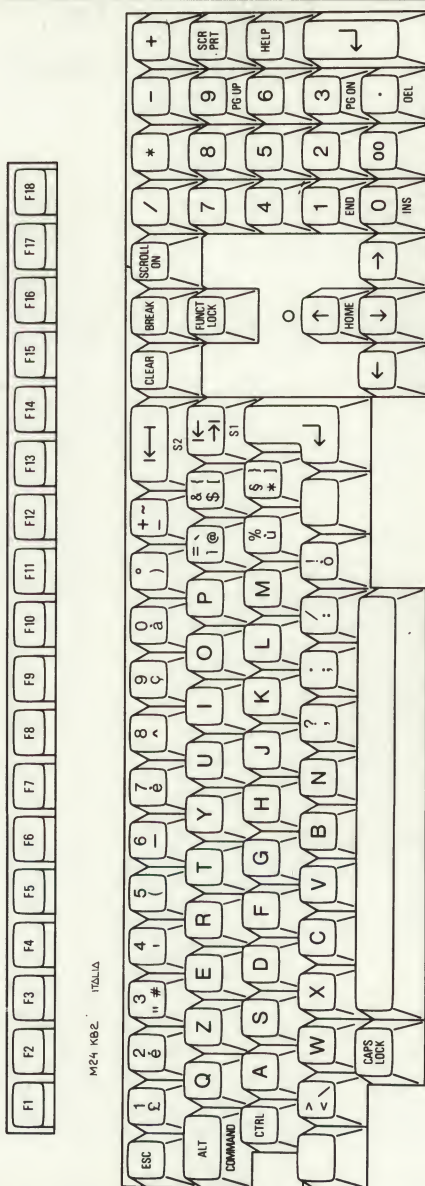 F1 F2 F3 F4 F5 F6 F7 F8 F9 F10 F11 F12 F13 F14 F15 F16 F17 F18
M24 KB2 ITALIA
ESC 1 2 3 4 5 6 7 8 9 0 ° + ~ |←| CLEAR BREAK SCROLL ON / * - +
£ é " # ' ( _ è ^ ç à ) - S2
ALT Q Z E R T Y U I O P = ` & { |← FUNCT LOCK 7 8 9 SCR PRT
ì @ $ [ →|
COMMAND S1 PG UP
CTRL A S D F G H J K L M % § } ↵ 4 5 6 HELP
ù * ]
> W X C V B N ? . / ! ↑ 1 2 3
< \ , ; : ò
HOME END PG DN
CAPS LOCK ← ↓ → 0 00 . ↵
INS DEL